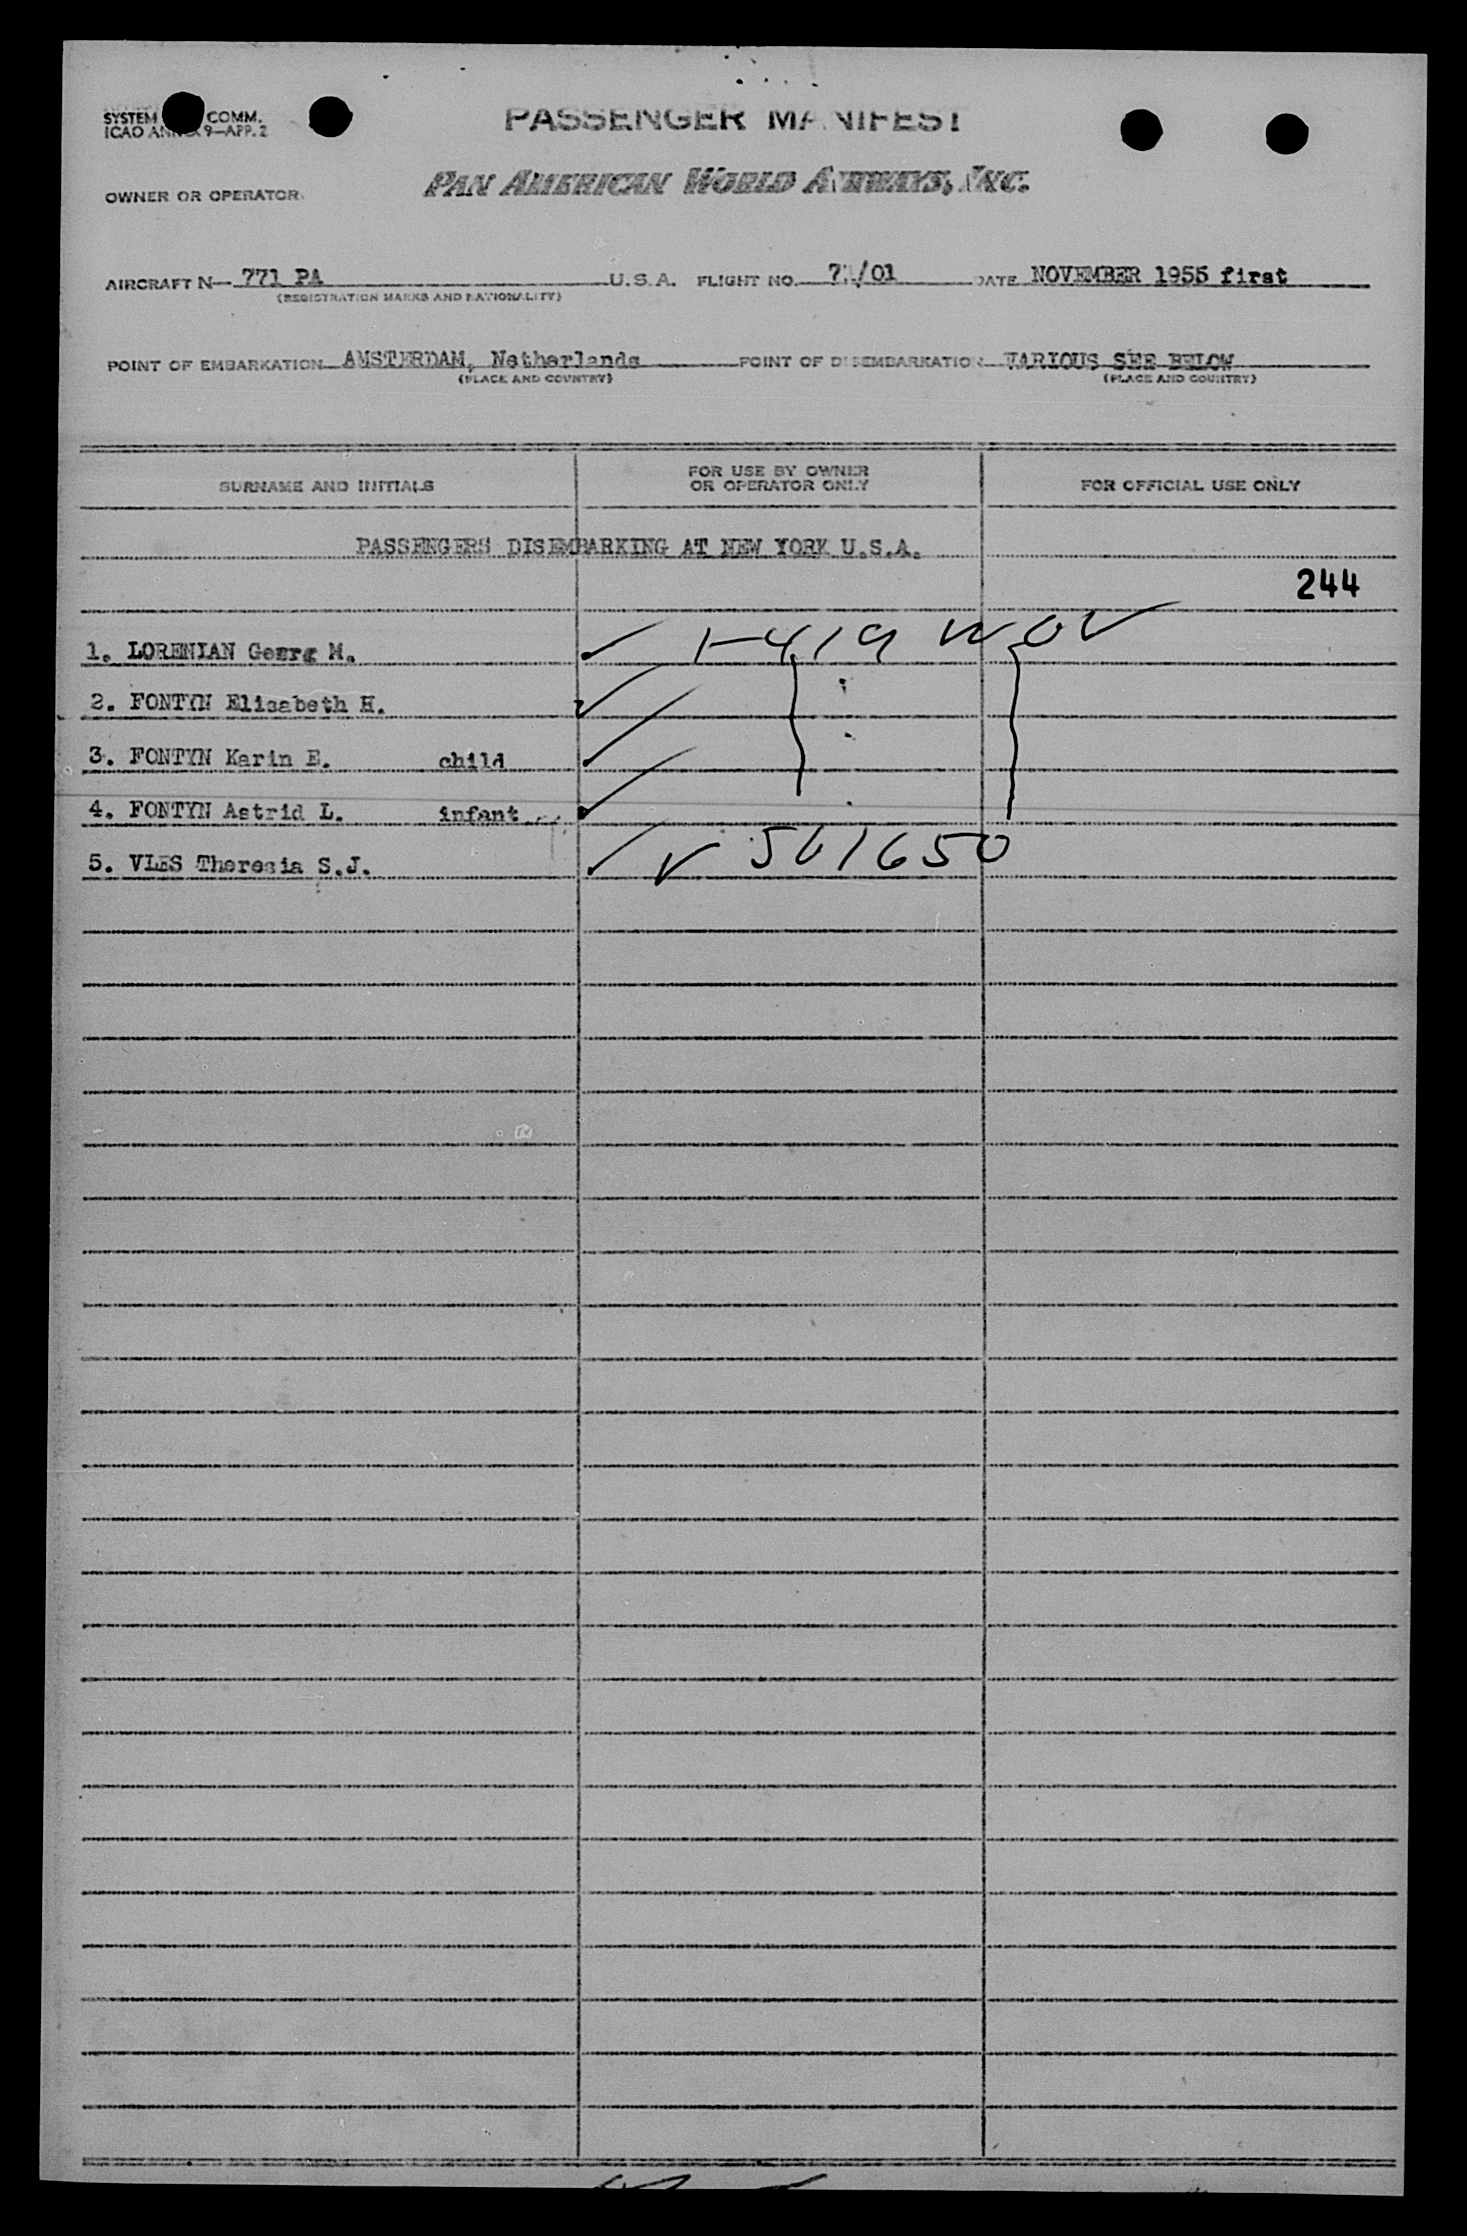 PASSENGER MANIFEST
SYSTEM COMM.
ICAO ANNEX 9—APP. 2
OWNER OR OPERATOR
PAN AMERICAN WORLD AIRWAYS, INC.
AIRCRAFT N— 771 PA U.S.A. FLIGHT NO. 71/01 DATE NOVEMBER 1955 first
(REGISTRATION MARKS AND NATIONALITY)
POINT OF EMBARKATION AMSTERDAM, Netherlands POINT OF DISEMBARKATION VARIOUS SEE BELOW
(PLACE AND COUNTRY) (PLACE AND COUNTRY)
SURNAME AND INITIALS FOR USE BY OWNER OR OPERATOR ONLY FOR OFFICIAL USE ONLY
PASSENGERS DISEMBARKING AT NEW YORK U.S.A.
244
1. LORENIAN Georg M. 1-419
2. FONTYN Elisabeth H.
3. FONTYN Karin E. child
4. FONTYN Astrid L. infant
5. VLES Theresia S.J. V 561650